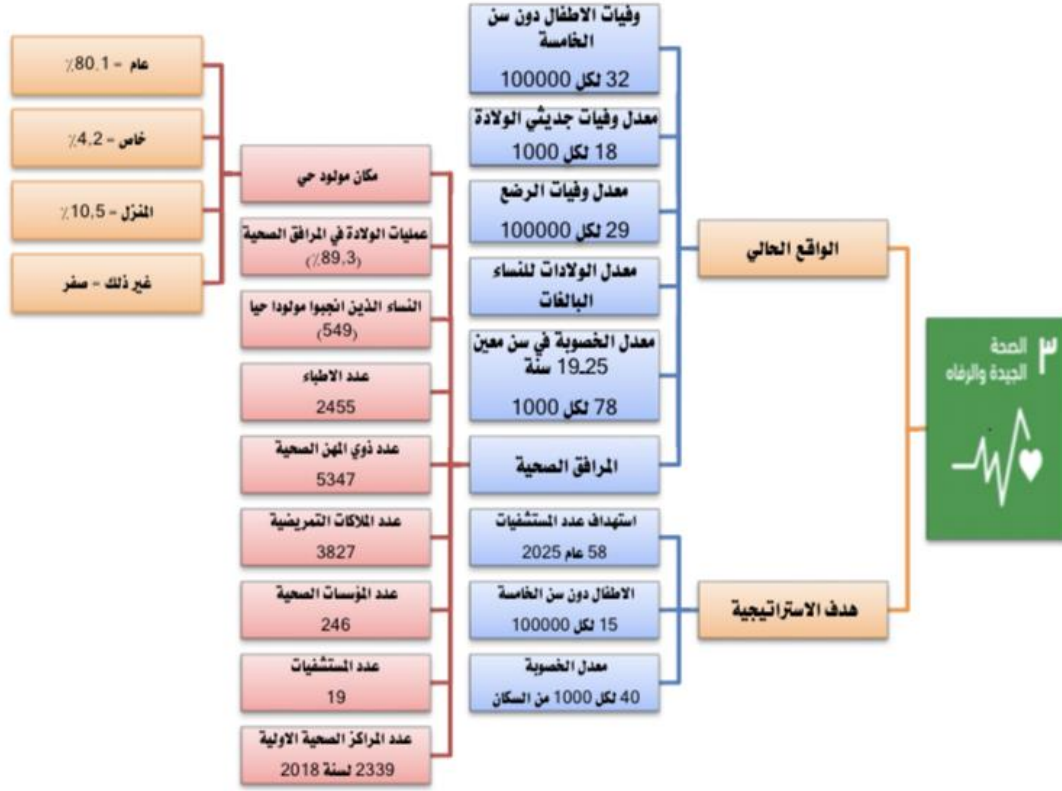 ٣
الصحة
الجيدة والرفاه
الواقع الحالي
وفيات الاطفال دون سن
الخامسة
32 لكل 100000
معدل وفيات جديثي الولادة
18 لكل 1000
معدل وفيات الرضع
29 لكل 100000
معدل الولادات للنساء
البالغات
معدل الخصوبة في سن معين
19.25 سنة
78 لكل 1000
المرافق الصحية
مكان مولود حي
عام - 80.1٪
خاص - 4.2٪
المنزل - 10.5٪
غير ذلك - صفر
عمليات الولادة في المرافق الصحية
(89.3٪)
النساء الذين انجبوا مولودا حيا
(549)
عدد الاطباء
2455
عدد ذوي المهن الصحية
5347
عدد الملاكات التمريضية
3827
عدد المؤسسات الصحية
246
عدد المستشفيات
19
عدد المراكز الصحية الاولية
2339 لسنة 2018
هدف الاستراتيجية
استهداف عدد المستشفيات
58 عام 2025
الاطفال دون سن الخامسة
15 لكل 100000
معدل الخصوبة
40 لكل 1000 من السكان